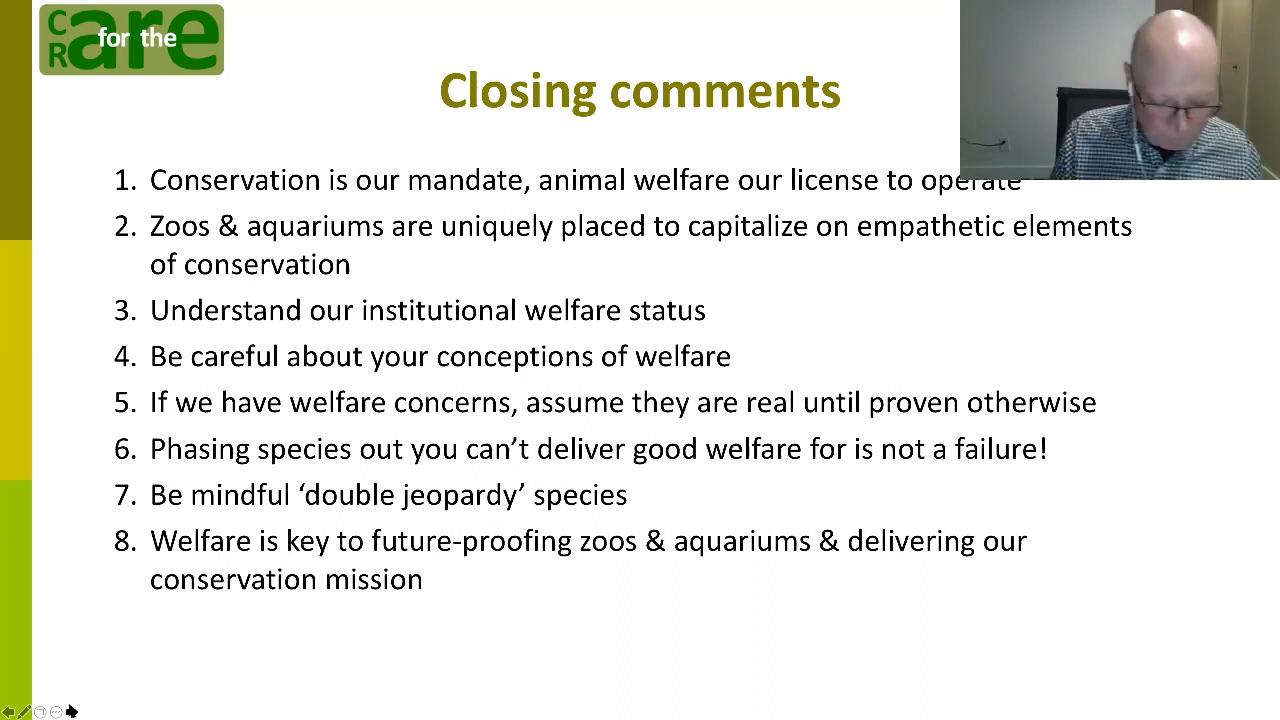 C
R
are
for the
Closing comments
1. Conservation is our mandate, animal welfare our license to operate
2. Zoos & aquariums are uniquely placed to capitalize on empathetic elements
of conservation
3. Understand our institutional welfare status
4. Be careful about your conceptions of welfare
5. If we have welfare concerns, assume they are real until proven otherwise
6. Phasing species out you can’t deliver good welfare for is not a failure!
7. Be mindful ‘double jeopardy’ species
8. Welfare is key to future-proofing zoos & aquariums & delivering our
conservation mission